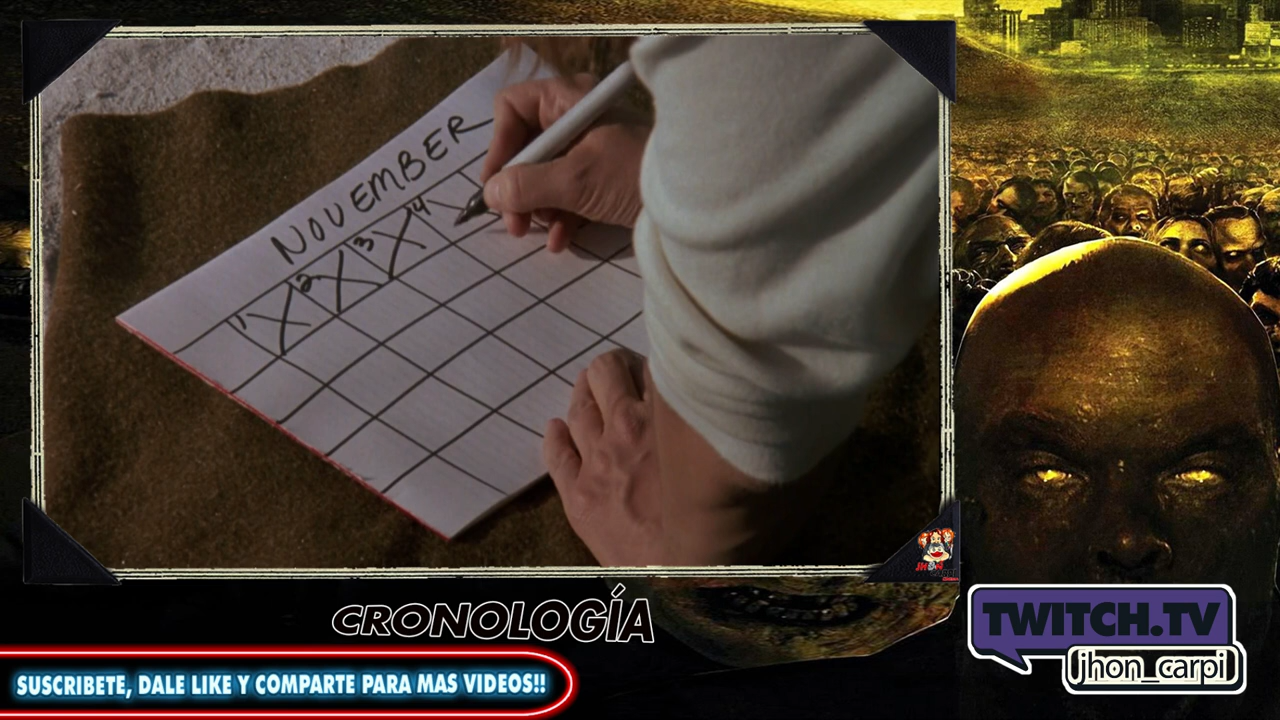 NOVEMBER
1 2 3 4
CRONOLOGÍA
SUSCRIBETE, DALE LIKE Y COMPARTE PARA MAS VIDEOS!!
TWITCH.TV
jhon_carpi